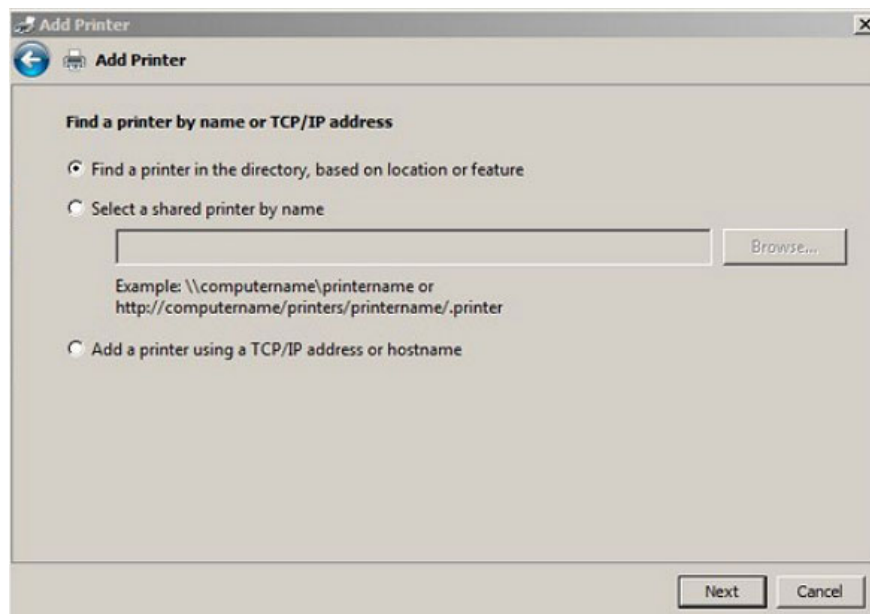 Add Printer
Add Printer
Find a printer by name or TCP/IP address
Find a printer in the directory, based on location or feature
Select a shared printer by name
Browse...
Example: \\computername\printername or
http://computername/printers/printername/.printer
Add a printer using a TCP/IP address or hostname
Next Cancel